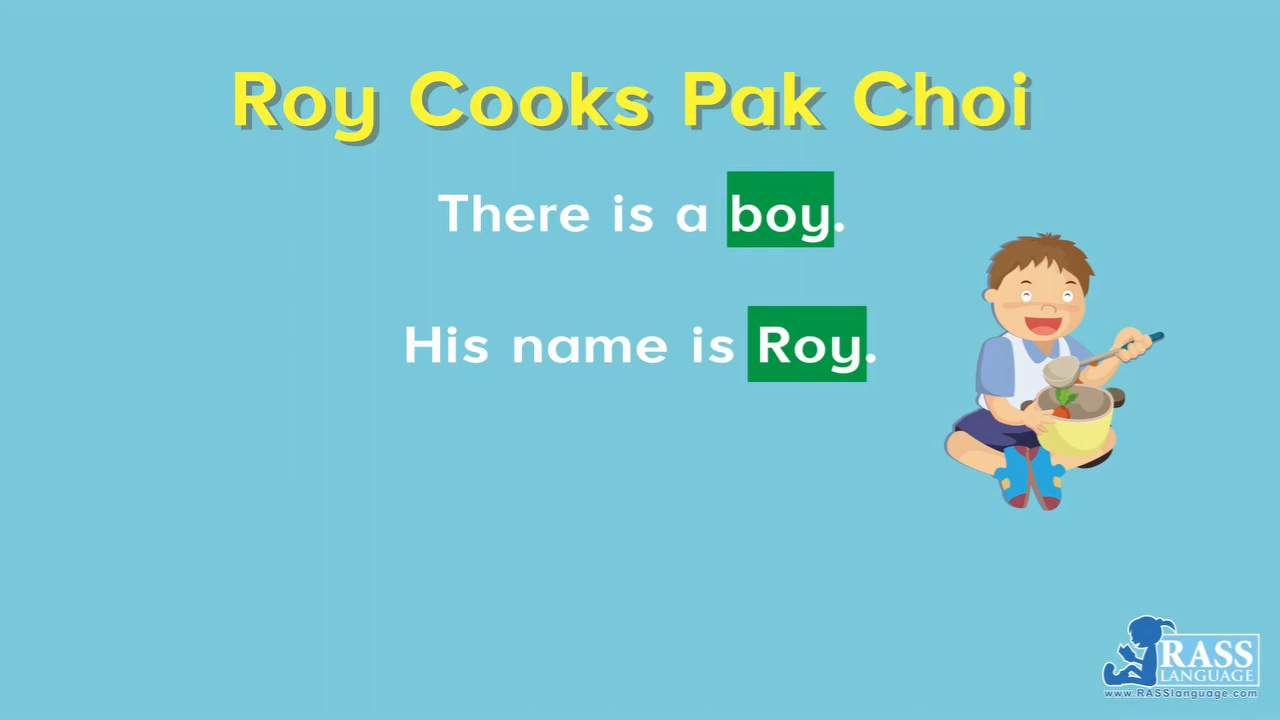 Roy Cooks Pak Choi
There is a boy.
His name is Roy.
RASS
LANGUAGE
www.RASSlanguage.com